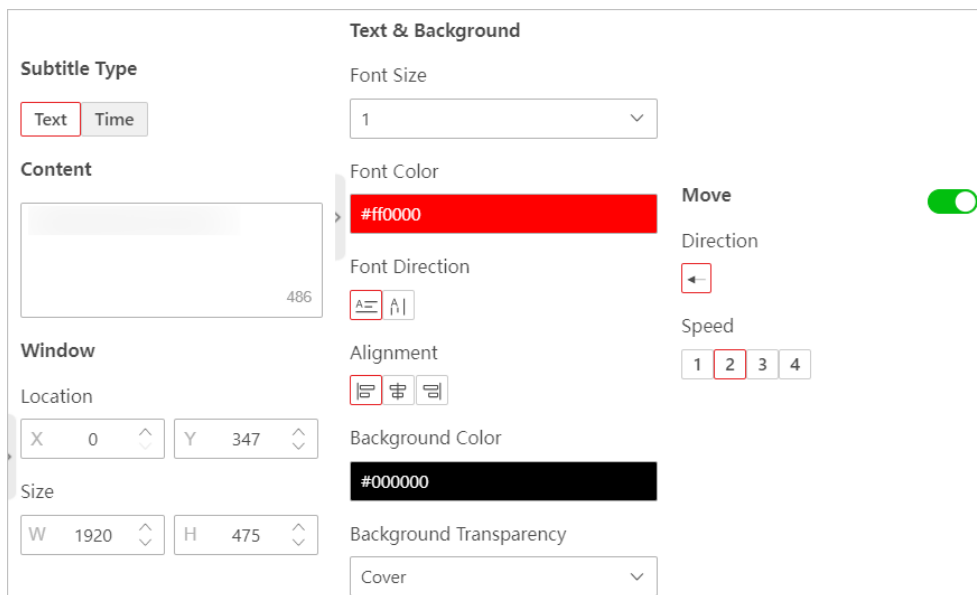 Subtitle Type
Text Time
Content
486
Window
Location
X 0 Y 347
Size
W 1920 H 475
Text & Background
Font Size
1
Font Color
#ff0000
Font Direction
Alignment
Background Color
#000000
Background Transparency
Cover
Move
Direction
Speed
1 2 3 4